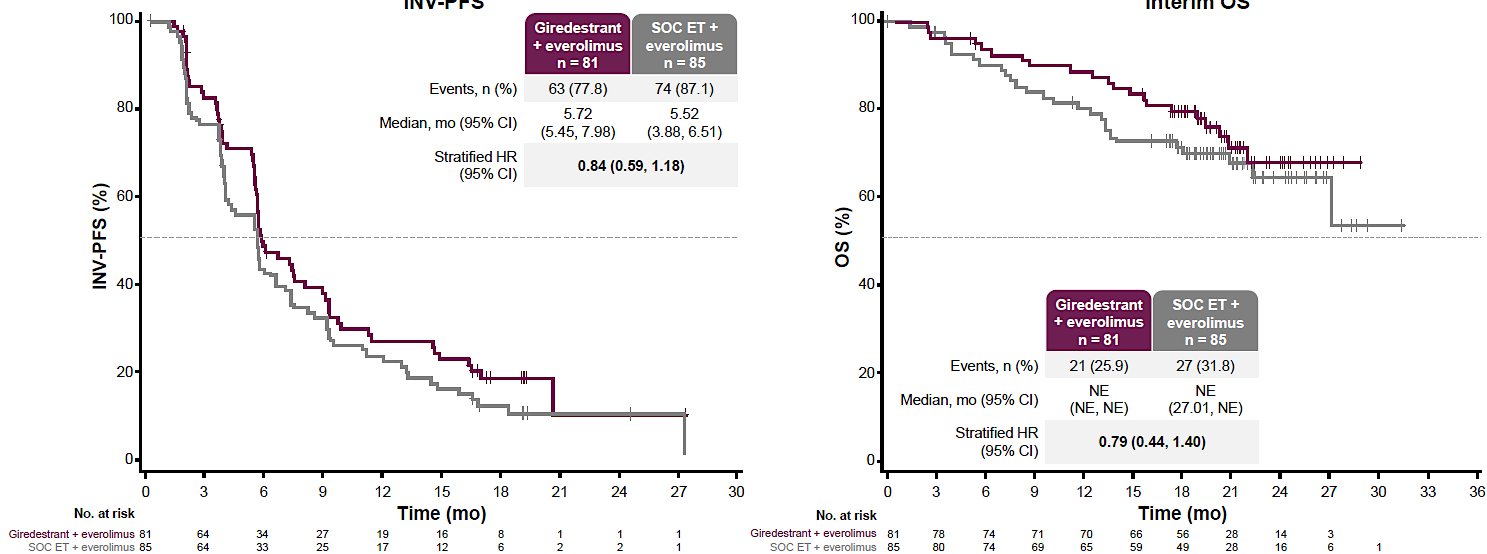 INV-PFS
100
80
60
40
20
0
INV-PFS (%)
Giredestrant
+ everolimus
n = 81
SOC ET +
everolimus
n = 85
Events, n (%) 63 (77.8) 74 (87.1)
Median, mo (95% CI) 5.72
(5.45, 7.98) 5.52
(3.88, 6.51)
Stratified HR
(95% CI) 0.84 (0.59, 1.18)
0 3 6 9 12 15 18 21 24 27 30
Time (mo)
No. at risk
Giredestrant + everolimus 81 64 34 27 19 16 8 1 1 1
SOC ET + everolimus 85 64 33 25 17 12 6 2 2 1
Interim OS
100
80
60
40
20
0
OS (%)
Giredestrant
+ everolimus
n = 81
SOC ET +
everolimus
n = 85
Events, n (%) 21 (25.9) 27 (31.8)
Median, mo (95% CI) NE
(NE, NE) NE
(27.01, NE)
Stratified HR
(95% CI) 0.79 (0.44, 1.40)
0 3 6 9 12 15 18 21 24 27 30 33 36
Time (mo)
No. at risk
Giredestrant + everolimus 81 78 74 71 70 66 56 28 14 3
SOC ET + everolimus 85 80 74 69 65 59 49 28 16 6 1